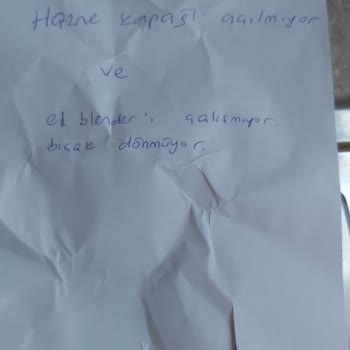 Hazne kapağı açılmıyor
ve
el blender'ı çalışmıyor.
bıçak dönmüyor.